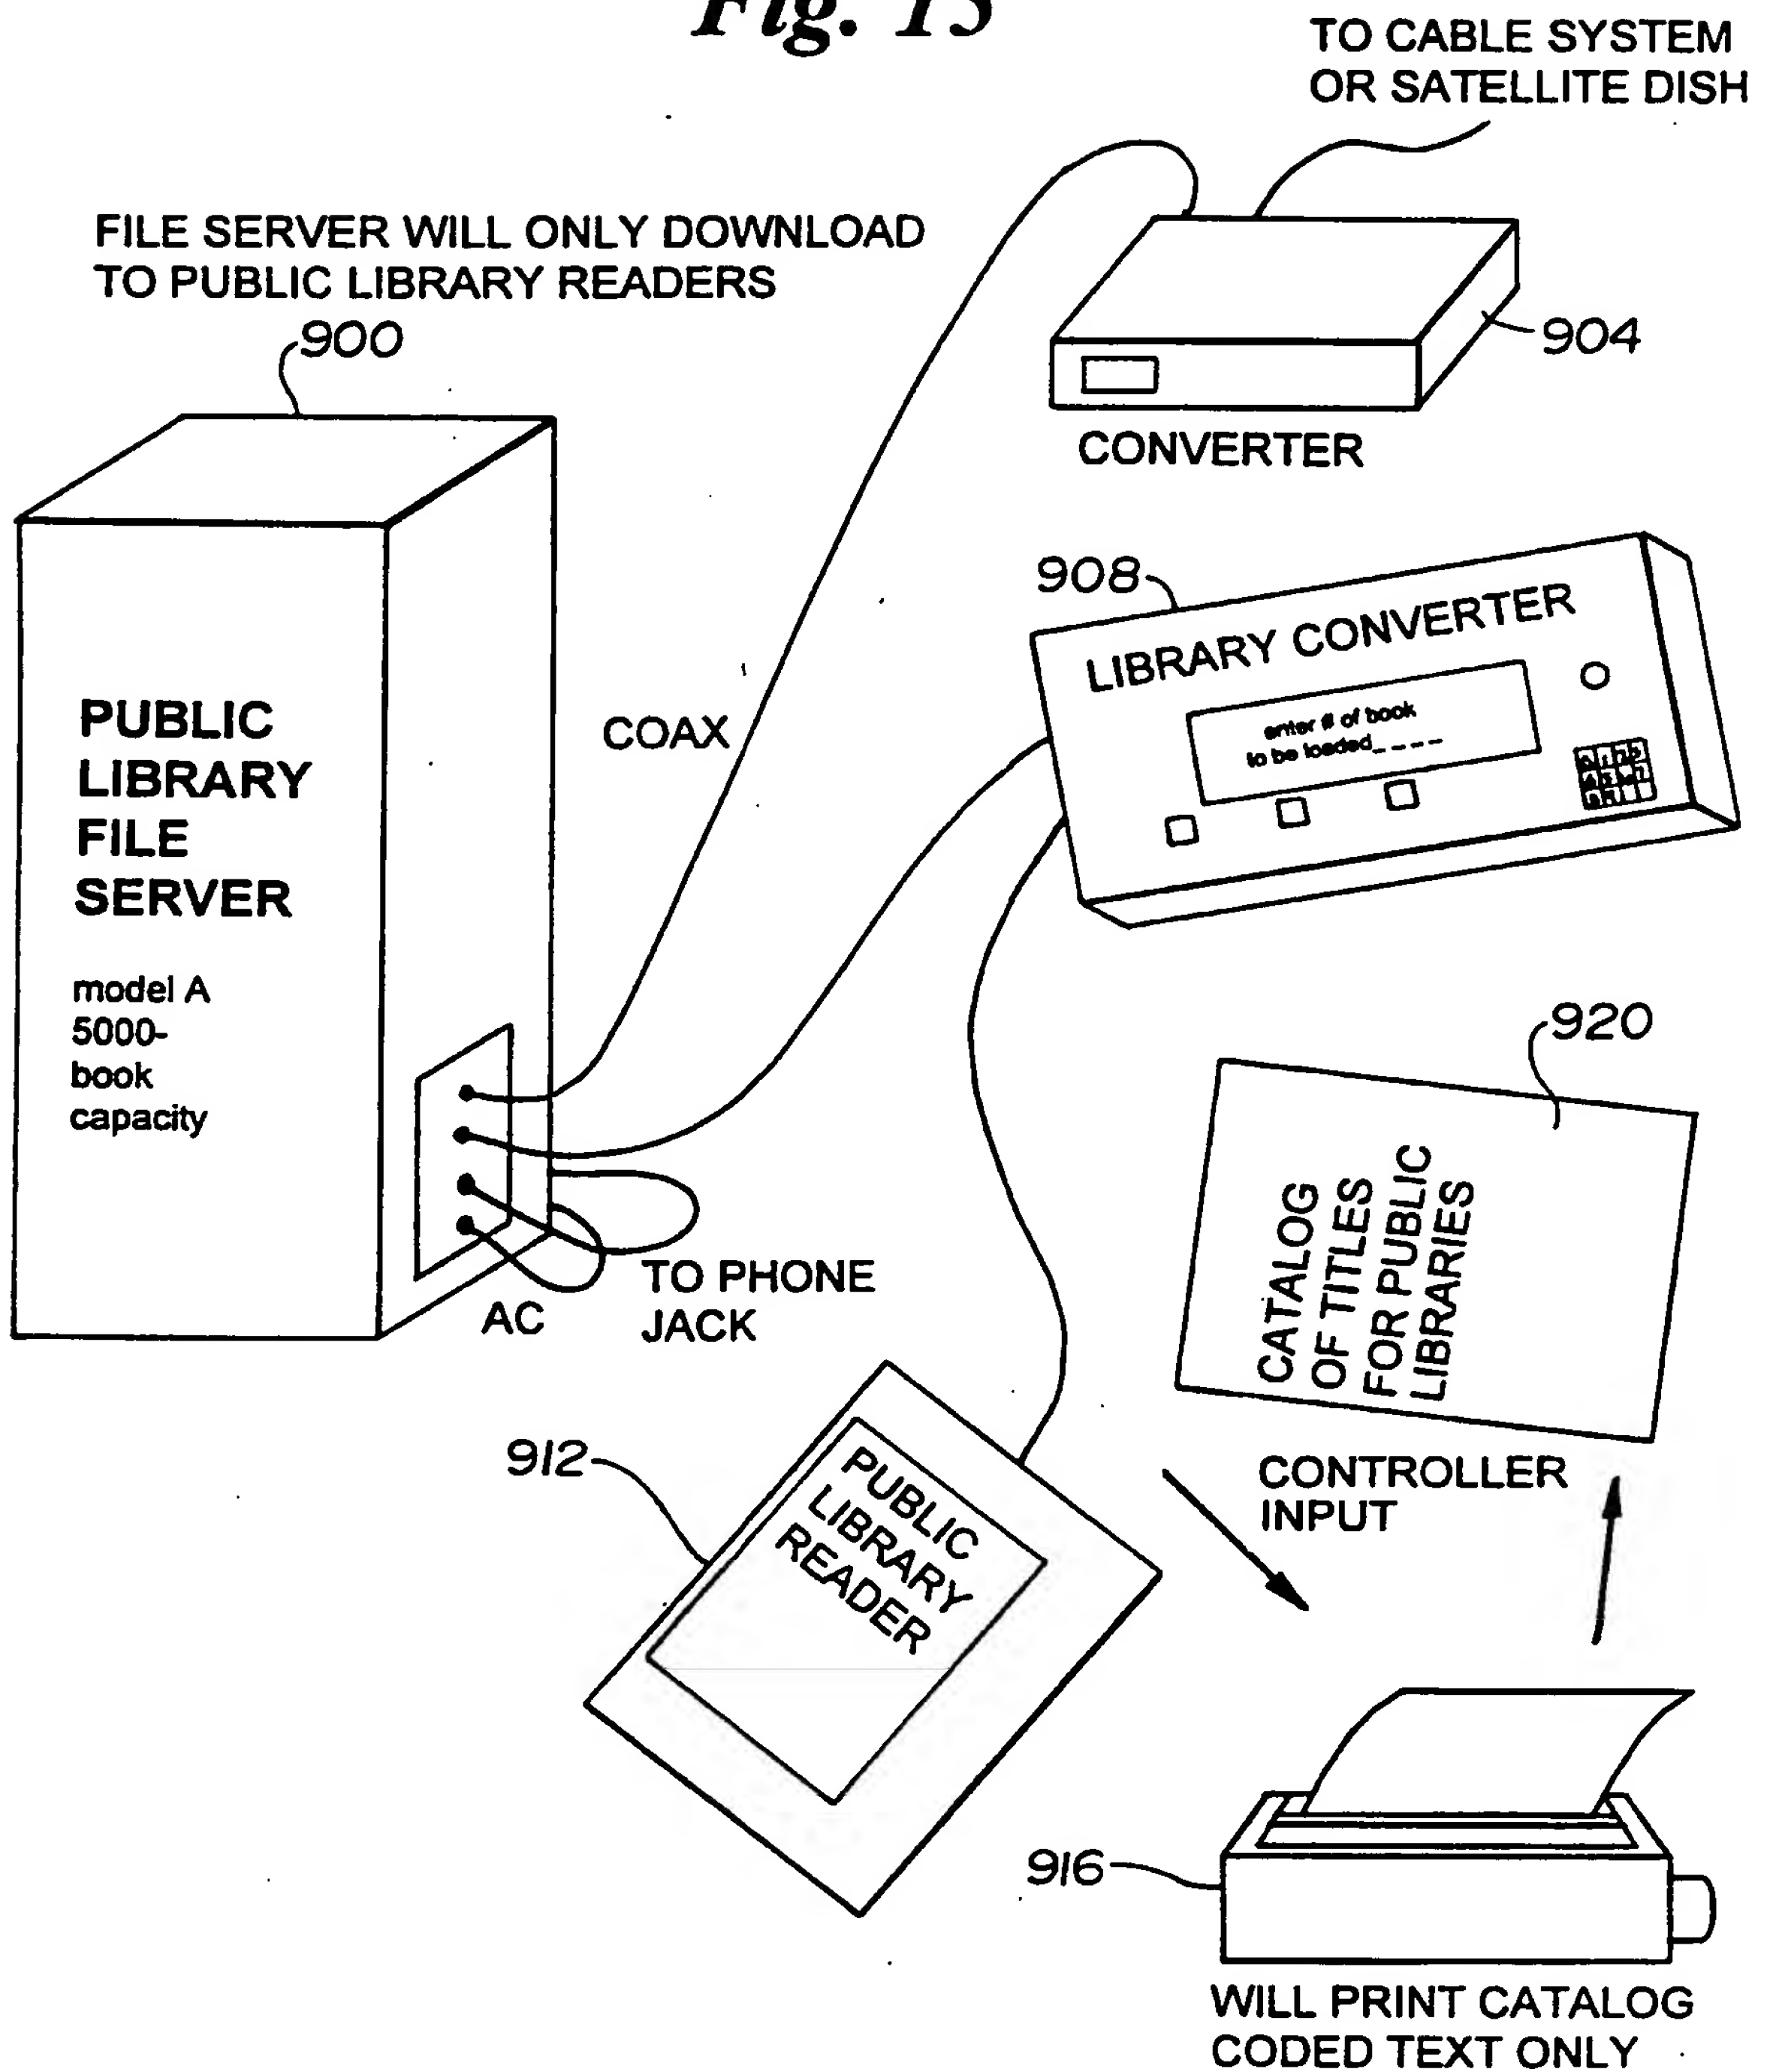 Fig. 15
TO CABLE SYSTEM
OR SATELLITE DISH
FILE SERVER WILL ONLY DOWNLOAD
TO PUBLIC LIBRARY READERS
900
904
CONVERTER
908
LIBRARY CONVERTER
enter # of book
to be loaded_ _ _ _
PUBLIC
LIBRARY
FILE
SERVER
model A
5000-
book
capacity
COAX
920
CATALOG
OF TITLES
FOR PUBLIC
LIBRARIES
TO PHONE
JACK
AC
912
PUBLIC
LIBRARY
READER
CONTROLLER
INPUT
916
WILL PRINT CATALOG
CODED TEXT ONLY